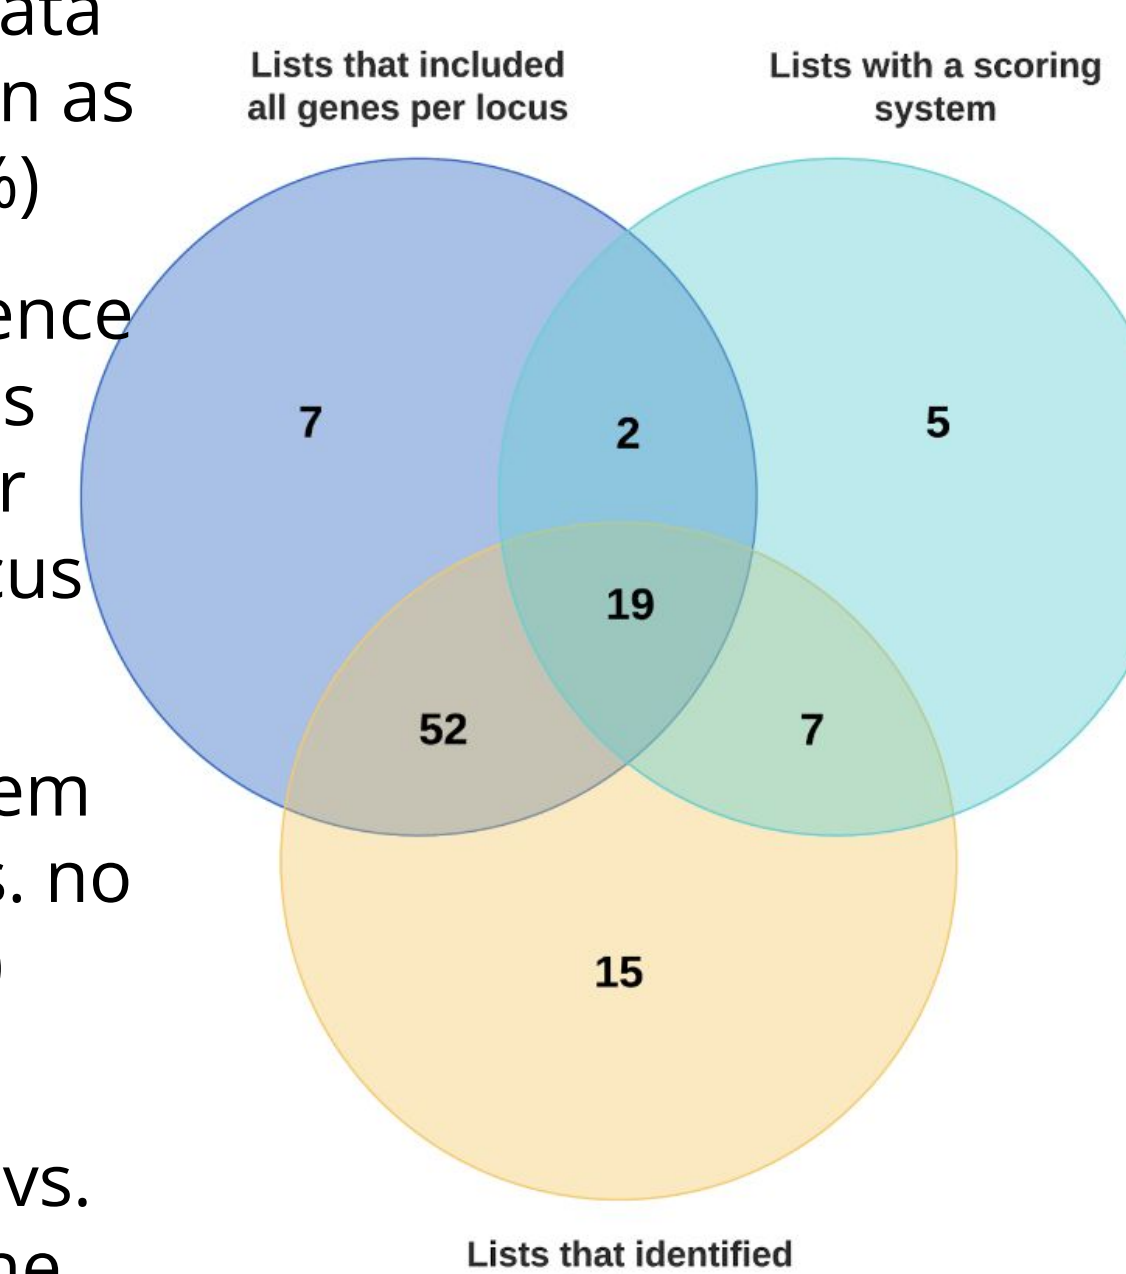 ata
n as
%)
ence
s
r
cus
em
s. no
)
vs.
ne
Lists that included
all genes per locus
Lists with a scoring
system
7
2
5
19
52
7
15
Lists that identified